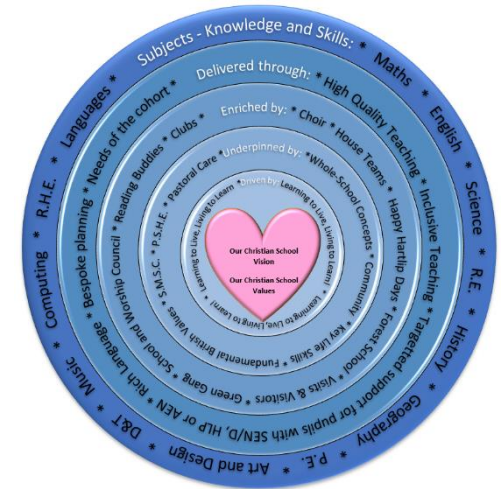 Subjects - Knowledge and Skills: * Maths * English * Science * R.E. * History * Geography * P.E. * Art and Design * D&T * Music * Computing * R.H.E. * Languages *
Delivered through: * High Quality Teaching * Inclusive Teaching * Targetted support for pupils with SEN/D, HLP or AEN * Rich Language * Bespoke planning * Needs of the cohort *
Enriched by: * Choir * House Teams * Happy Hartlip Days * Forest School * Visits & Visitors * Green Gang * School and Worship Council * Reading Buddies * Clubs *
Underpinned by: * Whole-School Concepts * Community * Key Life Skills * Fundamental British Values * S.M.S.C. * P.S.H.E. * Pastoral Care *
Driven by: Learning to Live, Living to Learn! * Learning to Live, Living to Learn! * Learning to Live, Living to Learn *
Our Christian School
Vision
Our Christian School
Values